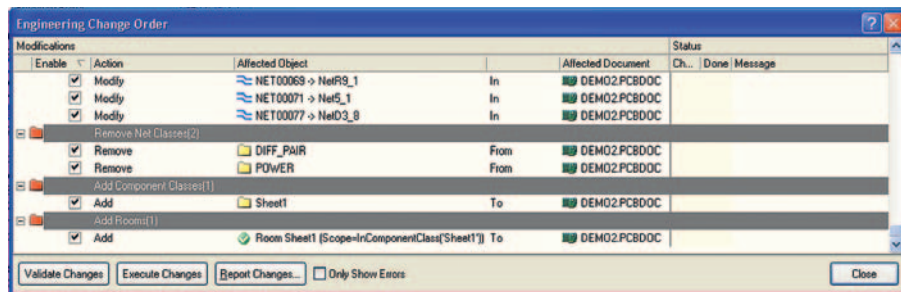 Engineering Change Order
Modifications Status
Enable Action Affected Object Affected Document Ch... Done Message
Modify NET00069 -> NetR9_1 In DEMO2.PCBDOC
Modify NET00071 -> Net5_1 In DEMO2.PCBDOC
Modify NET00077 -> NetD3_8 In DEMO2.PCBDOC
Remove Net Classes(2)
Remove DIFF_PAIR From DEMO2.PCBDOC
Remove POWER From DEMO2.PCBDOC
Add Component Classes(1)
Add Sheet1 To DEMO2.PCBDOC
Add Rooms(1)
Add Room Sheet1 (Scope=InComponentClass('Sheet1')) To DEMO2.PCBDOC
Validate Changes Execute Changes Report Changes... Only Show Errors Close